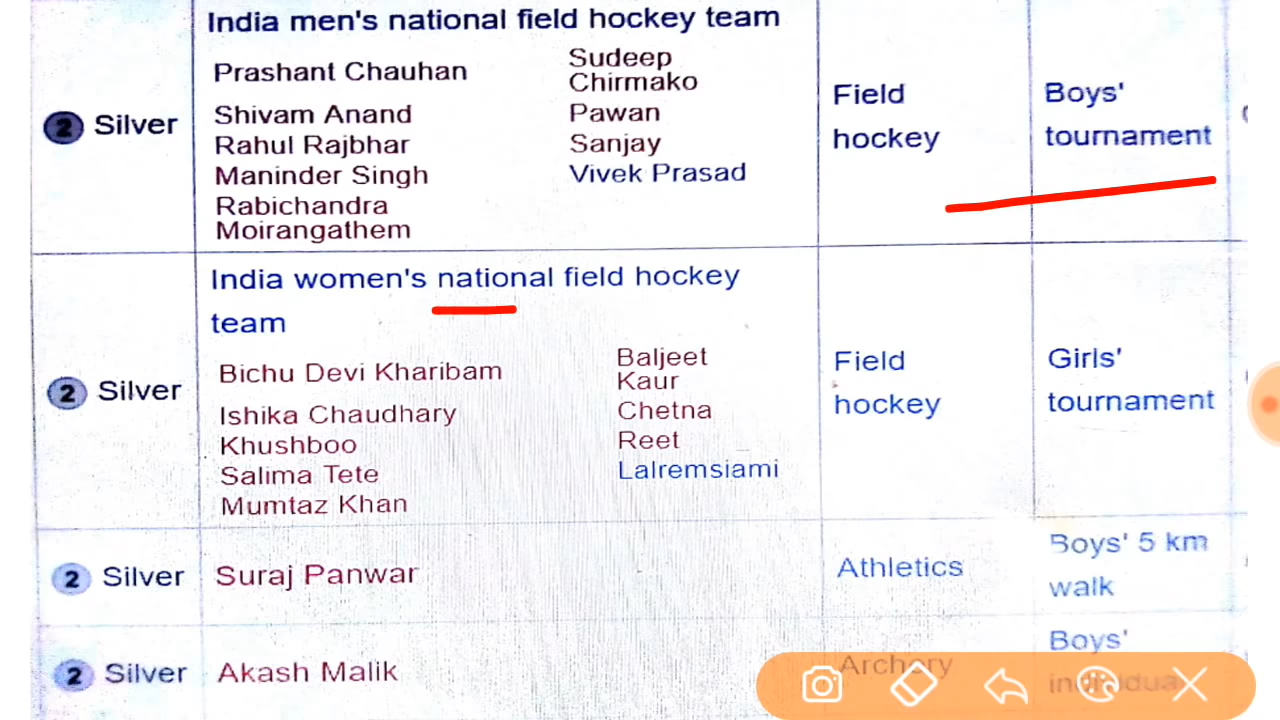 India men's national field hockey team
Prashant Chauhan
Sudeep
Chirmako
Shivam Anand
Pawan
Rahul Rajbhar
Sanjay
Maninder Singh
Vivek Prasad
Rabichandra
Moirangathem
2 Silver
Field
hockey
Boys'
tournament
India women's national field hockey
team
Bichu Devi Kharibam
Baljeet
Kaur
Ishika Chaudhary
Chetna
Khushboo
Reet
Salima Tete
Lalremsiami
Mumtaz Khan
2 Silver
Field
hockey
Girls'
tournament
2 Silver
Suraj Panwar
Athletics
Boys' 5 km
walk
2 Silver
Akash Malik
Archery
Boys'
individual